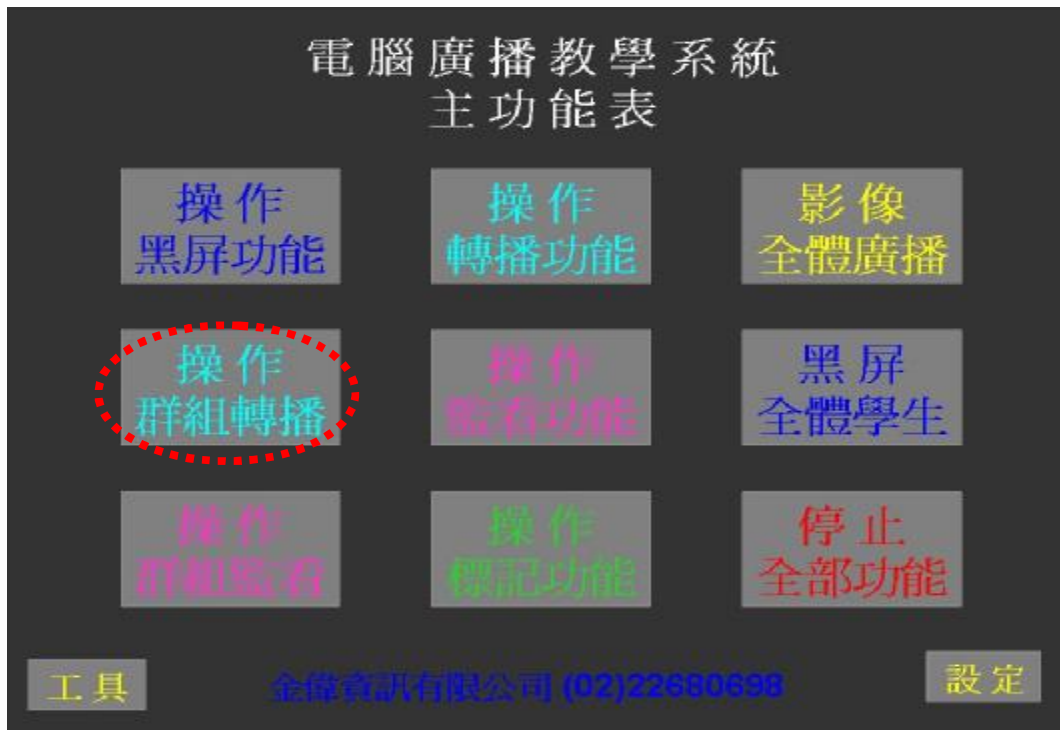 電腦廣播教學系統
主功能表
操作
黑屏功能
操作
轉播功能
影像
全體廣播
操作
群組轉播
操作
監看功能
黑屏
全體學生
操作
群組監看
操作
標記功能
停止
全部功能
工具
金偉資訊有限公司 (02)22680698
設定